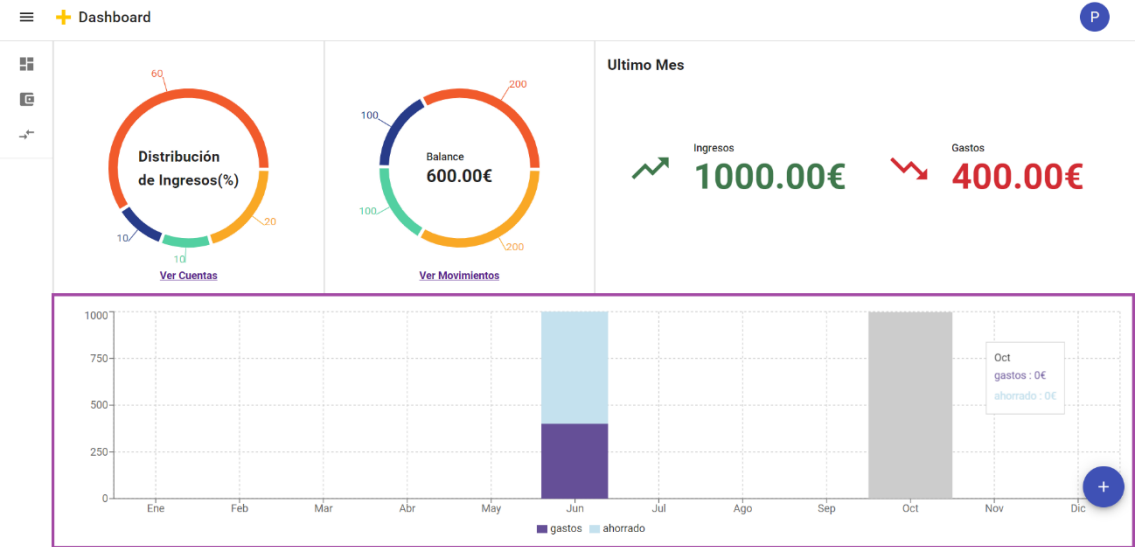 Dashboard
P
60
Distribución
de Ingresos(%)
20
10
10
Ver Cuentas
200
100
Balance
600.00€
100
200
Ver Movimientos
Ultimo Mes
Ingresos
1000.00€
Gastos
400.00€
1000
750
500
250
0
Ene Feb Mar Abr May Jun Jul Ago Sep Oct Nov Dic
Oct
gastos : 0€
ahorrado : 0€
+
gastos ahorrado